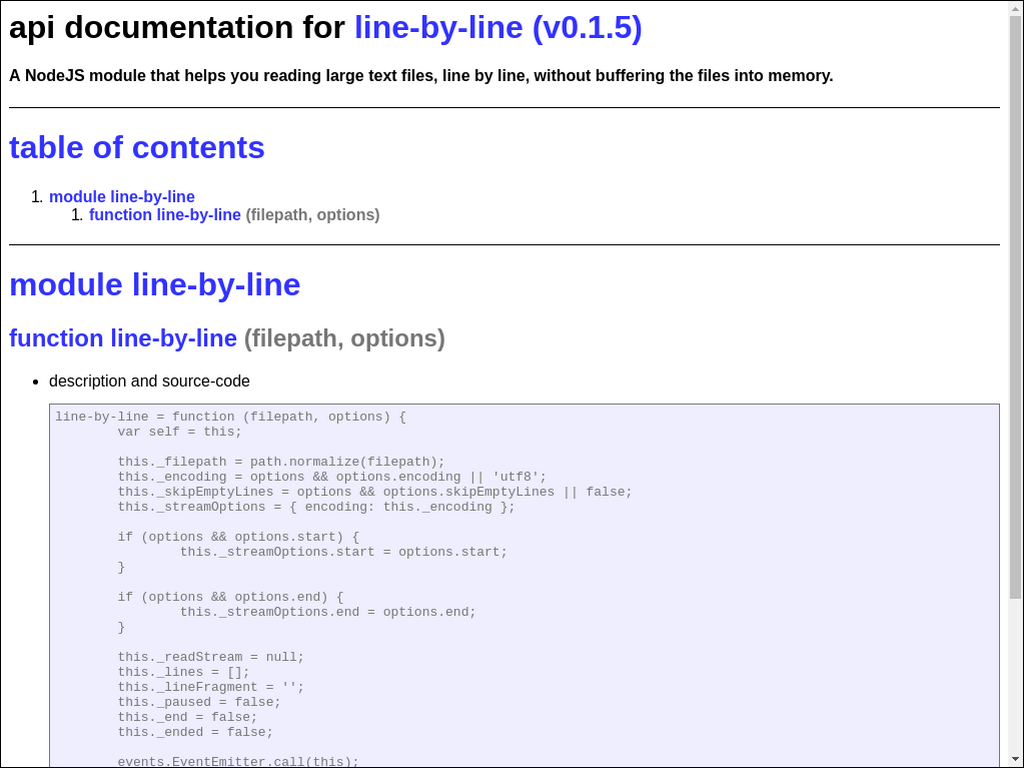 api documentation for line-by-line (v0.1.5)
A NodeJS module that helps you reading large text files, line by line, without buffering the files into memory.
table of contents
1. module line-by-line
1. function line-by-line (filepath, options)
module line-by-line
function line-by-line (filepath, options)
• description and source-code
line-by-line = function (filepath, options) {
var self = this;
this._filepath = path.normalize(filepath);
this._encoding = options && options.encoding || 'utf8';
this._skipEmptyLines = options && options.skipEmptyLines || false;
this._streamOptions = { encoding: this._encoding };
if (options && options.start) {
this._streamOptions.start = options.start;
}
if (options && options.end) {
this._streamOptions.end = options.end;
}
this._readStream = null;
this._lines = [];
this._lineFragment = '';
this._paused = false;
this._end = false;
this._ended = false;
events.EventEmitter.call(this);